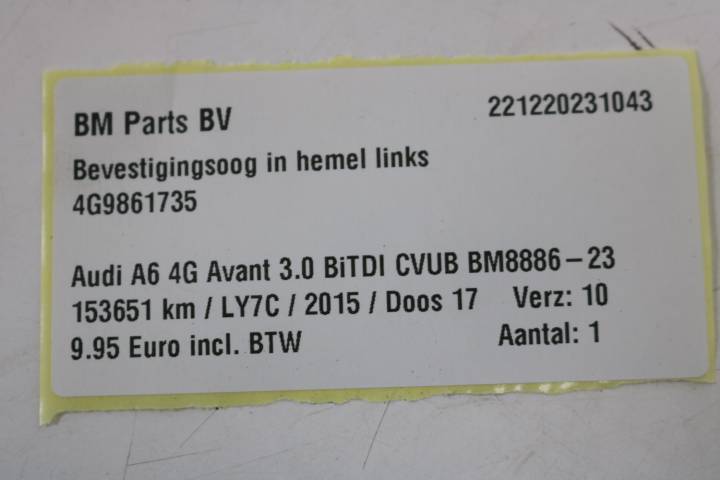 BM Parts BV 221220231043
Bevestigingsoog in hemel links
4G9861735
Audi A6 4G Avant 3.0 BiTDI CVUB BM8886-23
153651 km / LY7C / 2015 / Doos 17 Verz: 10
9.95 Euro incl. BTW Aantal: 1